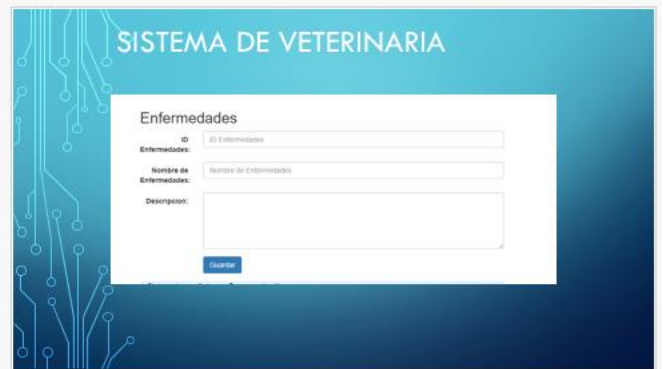 SISTEMA DE VETERINARIA
Enfermedades
ID
Enfermedades:
ID Enfermedades
Nombre de
Enfermedades:
Nombre de Enfermedades
Descripcion:
Guardar